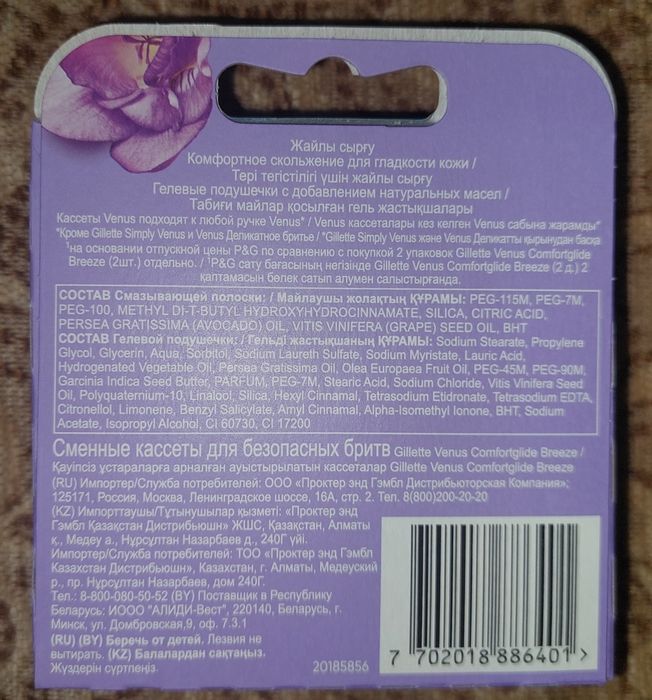 Жайлы сырғу
Комфортное скольжение для гладкости кожи /
Тері тегістілігі үшін жайлы сырғу
Гелевые подушечки с добавлением натуральных масел /
Табиғи майлар қосылған гель жастықшалары
Кассеты Venus подходят к любой ручке Venus* / Venus кассеталары кез келген Venus сабына жарамды*
*Кроме Gillette Simply Venus и Venus Деликатное бритье / *Gillette Simply Venus және Venus Деликатты қырынудан басқа
¹на основании отпускной цены P&G по сравнению с покупкой 2 упаковок Gillette Venus Comfortglide
Breeze (2шт.) отдельно. / ¹P&G сату бағасының негізінде Gillette Venus Comfortglide Breeze (2 д.) 2
қаптамасын бөлек сатып алумен салыстырғанда.
СОСТАВ Смазывающей полоски: / Майлаушы жолақтың ҚҰРАМЫ: PEG-115M, PEG-7M,
PEG-100, METHYL DI-T-BUTYL HYDROXYHYDROCINNAMATE, SILICA, CITRIC ACID,
PERSEA GRATISSIMA (AVOCADO) OIL, VITIS VINIFERA (GRAPE) SEED OIL, BHT
СОСТАВ Гелевой подушечки: / Гельді жастықшаның ҚҰРАМЫ: Sodium Stearate, Propylene
Glycol, Glycerin, Aqua, Sorbitol, Sodium Laureth Sulfate, Sodium Myristate, Lauric Acid,
Hydrogenated Vegetable Oil, Persea Gratissima Oil, Olea Europaea Fruit Oil, PEG-45M, PEG-90M,
Garcinia Indica Seed Butter, PARFUM, PEG-7M, Stearic Acid, Sodium Chloride, Vitis Vinifera Seed
Oil, Polyquaternium-10, Linalool, Silica, Hexyl Cinnamal, Tetrasodium Etidronate, Tetrasodium EDTA,
Citronellol, Limonene, Benzyl Salicylate, Amyl Cinnamal, Alpha-Isomethyl Ionone, BHT, Sodium
Acetate, Isopropyl Alcohol, CI 60730, CI 17200
Сменные кассеты для безопасных бритв Gillette Venus Comfortglide Breeze /
Қауіпсіз ұстараларға арналған ауыстырылатын кассеталар Gillette Venus Comfortglide Breeze
(RU) Импортер/Служба потребителей: ООО «Проктер энд Гэмбл Дистрибьюторская Компания»;
125171, Россия, Москва, Ленинградское шоссе, 16А, стр. 2. Тел. 8(800)200-20-20
(KZ) Импорттаушы/Тұтынушылар қызметі: «Проктер энд
Гэмбл Қазақстан Дистрибьюшн» ЖШС, Қазақстан, Алматы
қ., Медеу а., Нұрсұлтан Назарбаев д., 240Г үйі.
Импортер/Служба потребителей: ТОО «Проктер энд Гэмбл
Казахстан Дистрибьюшн», Казахстан, г. Алматы, Медеуский
р., пр. Нұрсұлтан Назарбаев, дом 240Г.
Тел.: 8-800-080-50-52 (BY) Поставщик в Республику
Беларусь: ИООО "АЛИДИ-Вест", 220140, Беларусь, г.
Минск, ул. Домбровская,9, оф. 7.3.1
(RU) (BY) Беречь от детей. Лезвия не
вытирать. (KZ) Балалардан сақтаңыз.
Жүздерін сүртпеңіз.
20185856
7 702018 886401 >